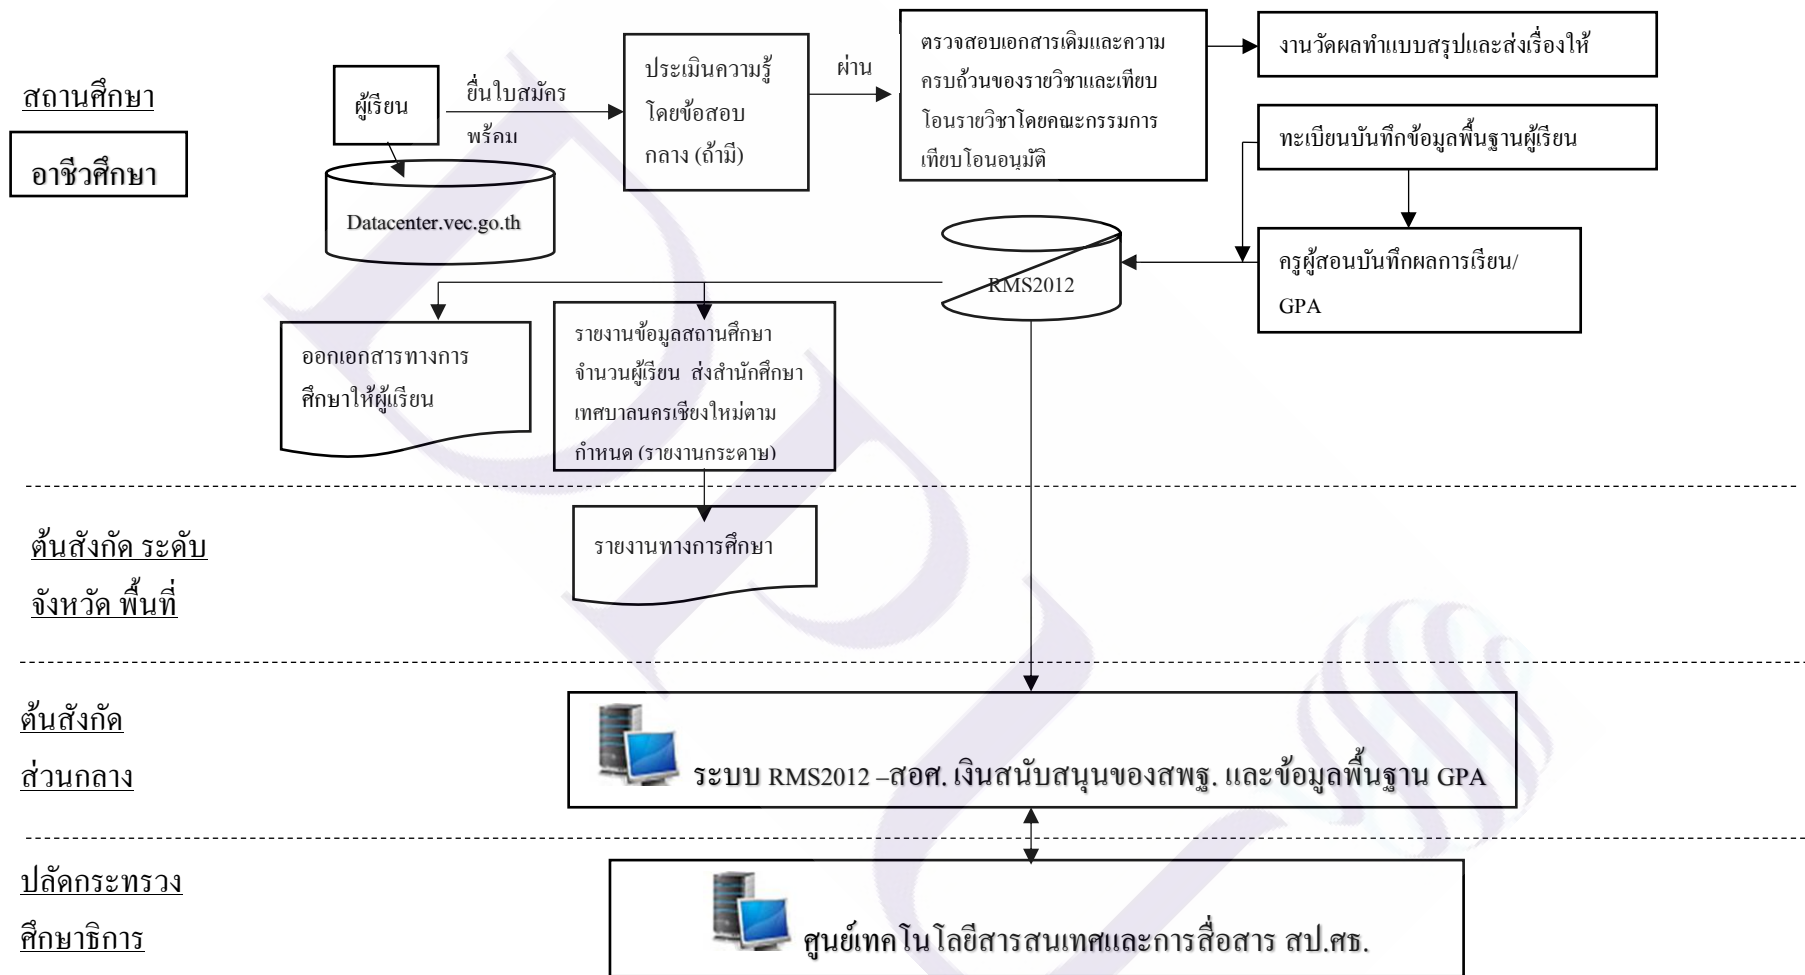 สถานศึกษา
อาชีวศึกษา
ผู้เรียน
ยื่นใบสมัคร
พร้อม
Datacenter.vec.go.th
ประเมินความรู้
โดยข้อสอบ
กลาง (ถ้ามี)
ผ่าน
ตรวจสอบเอกสารเดิมและความ
ครบถ้วนของรายวิชาและเทียบ
โอนรายวิชาโดยคณะกรรมการ
เทียบโอนอนุมัติ
งานวัดผลทำแบบสรุปและส่งเรื่องให้
ทะเบียนบันทึกข้อมูลพื้นฐานผู้เรียน
ครูผู้สอนบันทึกผลการเรียน/
GPA
RMS2012
ออกเอกสารทางการ
ศึกษาให้ผู้เรียน
รายงานข้อมูลสถานศึกษา
จำนวนผู้เรียน ส่งสำนักศึกษา
เทศบาลนครเชียงใหม่ตาม
กำหนด (รายงานกระดาษ)
ต้นสังกัด ระดับ
จังหวัด พื้นที่
รายงานทางการศึกษา
ต้นสังกัด
ส่วนกลาง
ระบบ RMS2012 –สอศ. เงินสนับสนุนของสพฐ. และข้อมูลพื้นฐาน GPA
ปลัดกระทรวง
ศึกษาธิการ
ศูนย์เทคโนโลยีสารสนเทศและการสื่อสาร สป.ศธ.
DPU